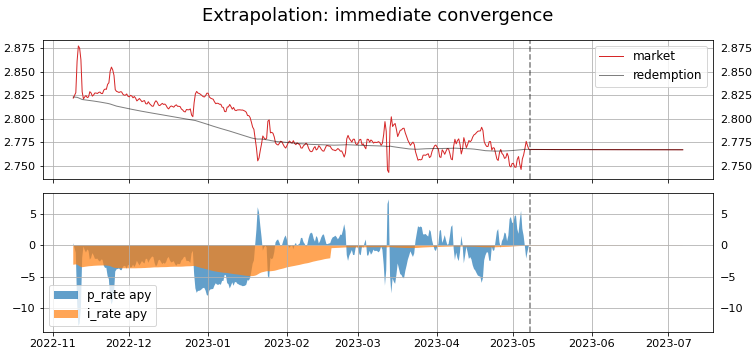 Extrapolation: immediate convergence
2.875 2.875
2.850 2.850
2.825 2.825
2.800 2.800
2.775 2.775
2.750 2.750
market
redemption
5 5
0 0
−5 −5
−10 −10
p_rate apy
i_rate apy
2022-11 2022-12 2023-01 2023-02 2023-03 2023-04 2023-05 2023-06 2023-07